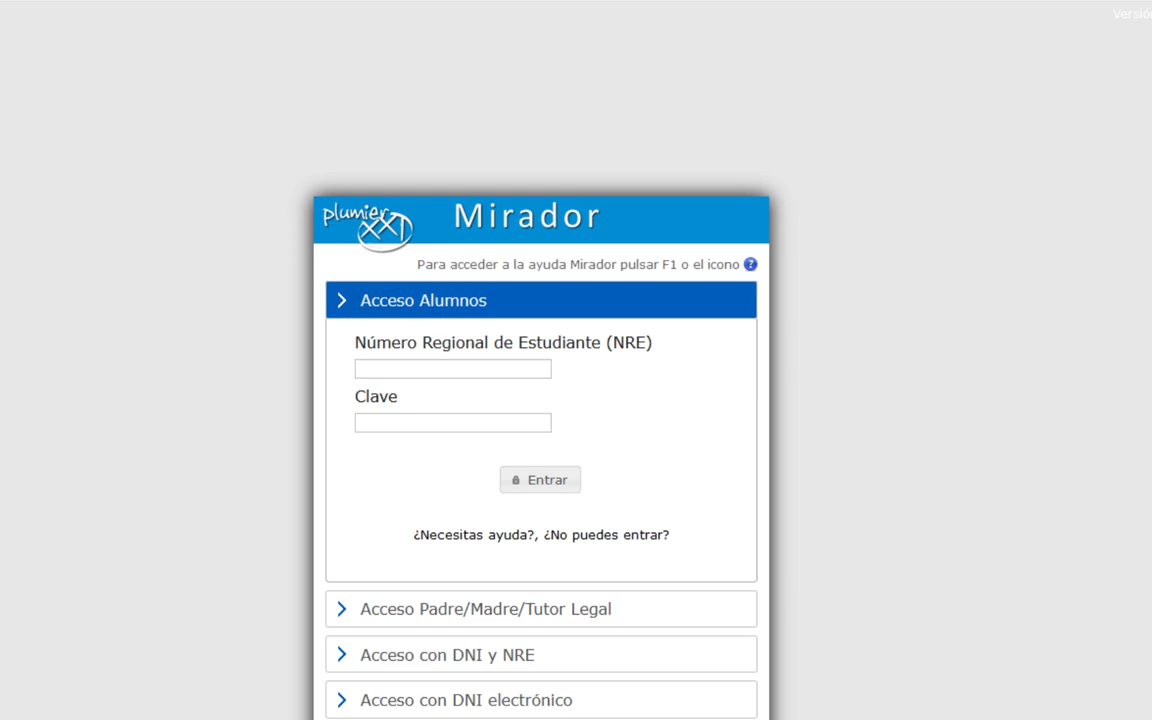 Versión
plumier
XXI
Mirador
Para acceder a la ayuda Mirador pulsar F1 o el icono ?
Acceso Alumnos
Número Regional de Estudiante (NRE)
Clave
Entrar
¿Necesitas ayuda?, ¿No puedes entrar?
Acceso Padre/Madre/Tutor Legal
Acceso con DNI y NRE
Acceso con DNI electrónico